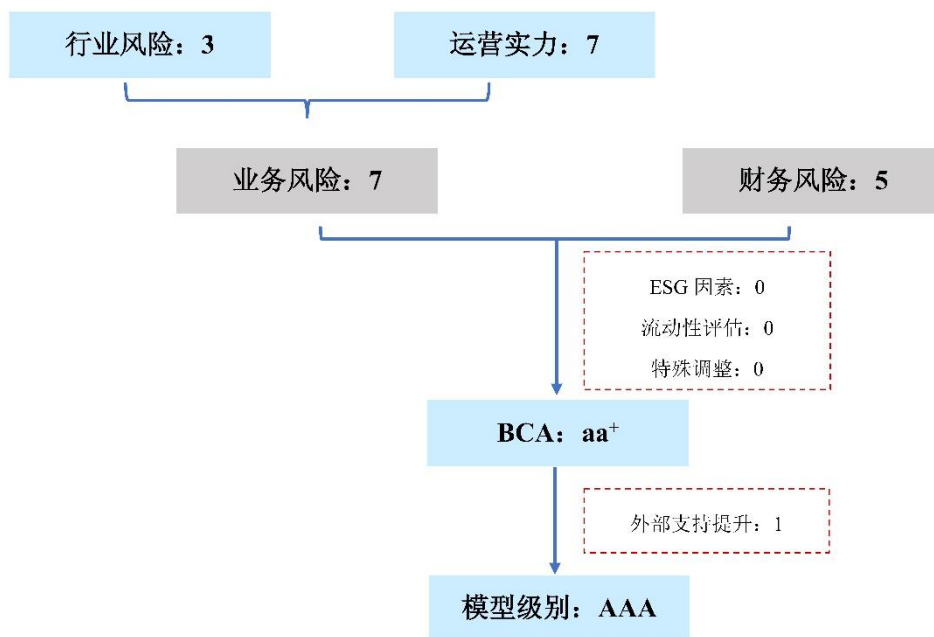 行业风险：3
运营实力：7
业务风险：7
财务风险：5
ESG 因素：0
流动性评估：0
特殊调整：0
BCA：aa⁺
外部支持提升：1
模型级别：AAA